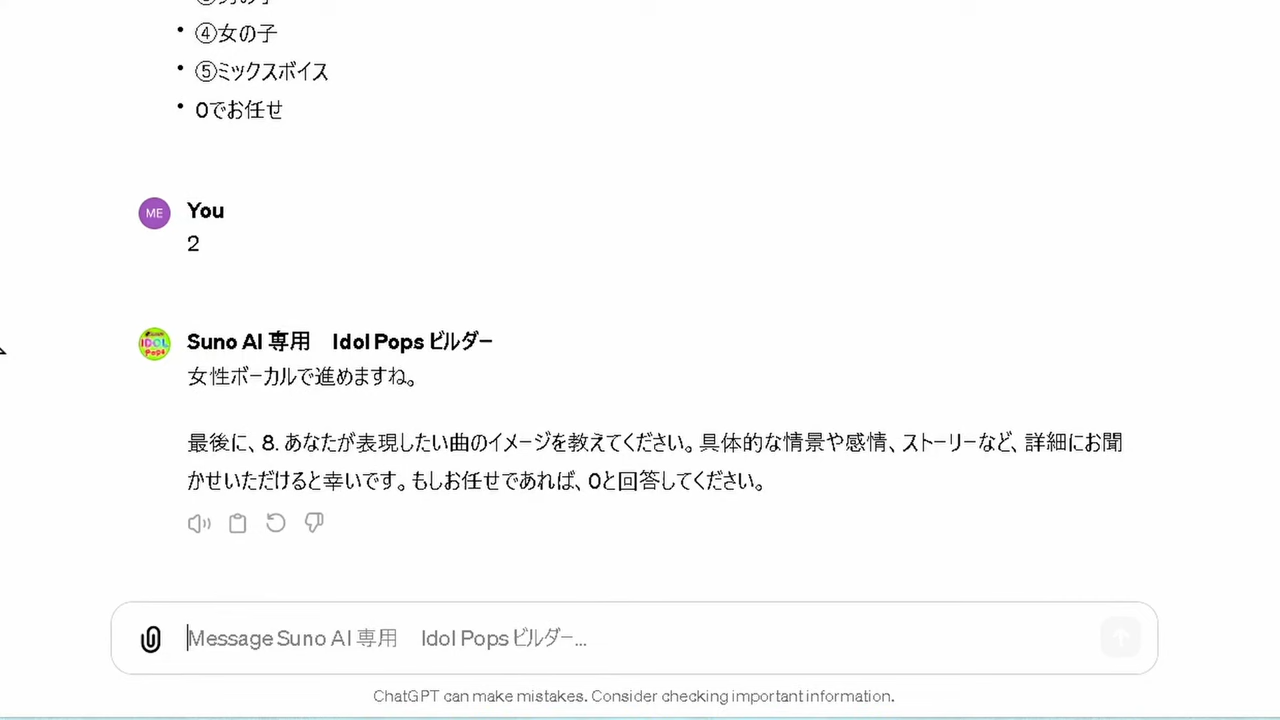 ④女の子
⑤ミックスボイス
0でお任せ
ME
You
2
Suno AI 専用 Idol Pops ビルダー
女性ボーカルで進めますね。
最後に、8. あなたが表現したい曲のイメージを教えてください。具体的な情景や感情、ストーリーなど、詳細にお聞
かせいただけると幸いです。もしお任せであれば、0と回答してください。
Message Suno AI 専用 Idol Pops ビルダー...
ChatGPT can make mistakes. Consider checking important information.